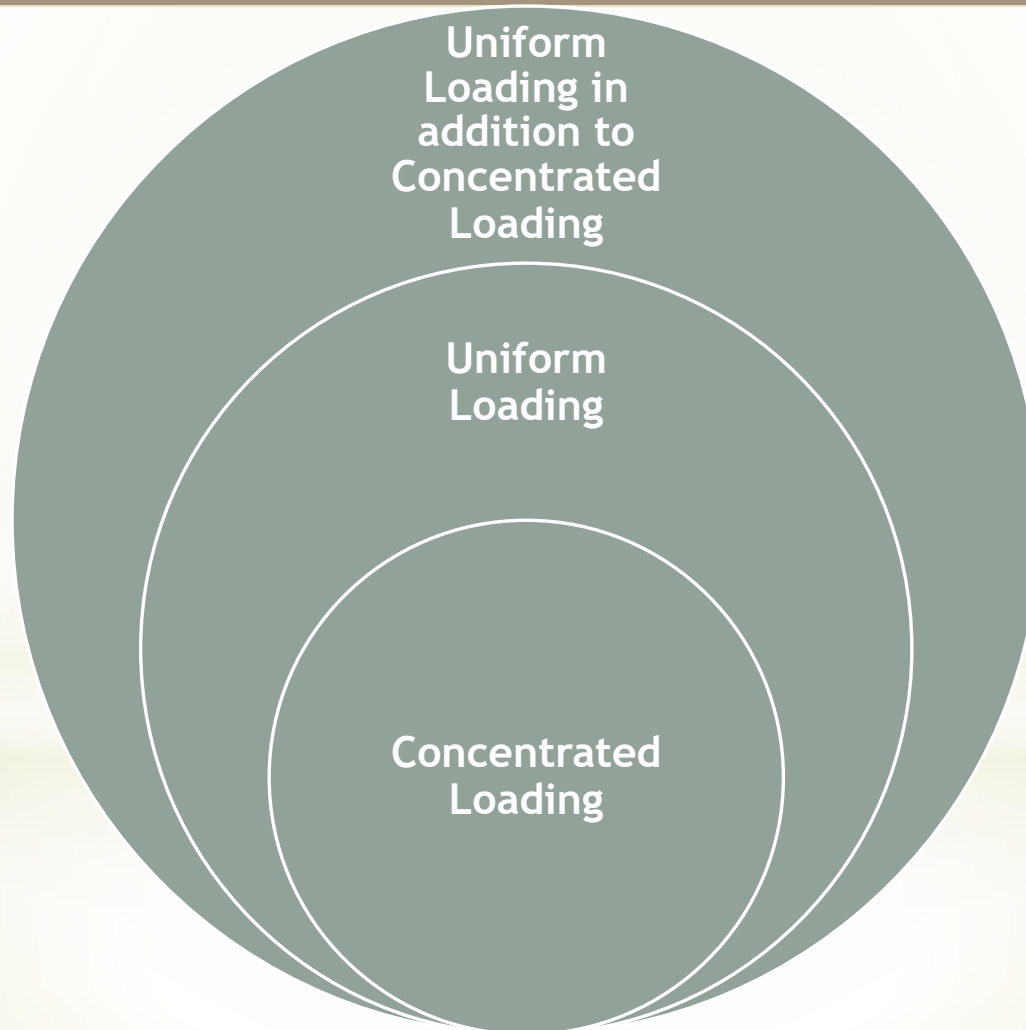 Uniform
Loading in
addition to
Concentrated
Loading
Uniform
Loading
Concentrated
Loading